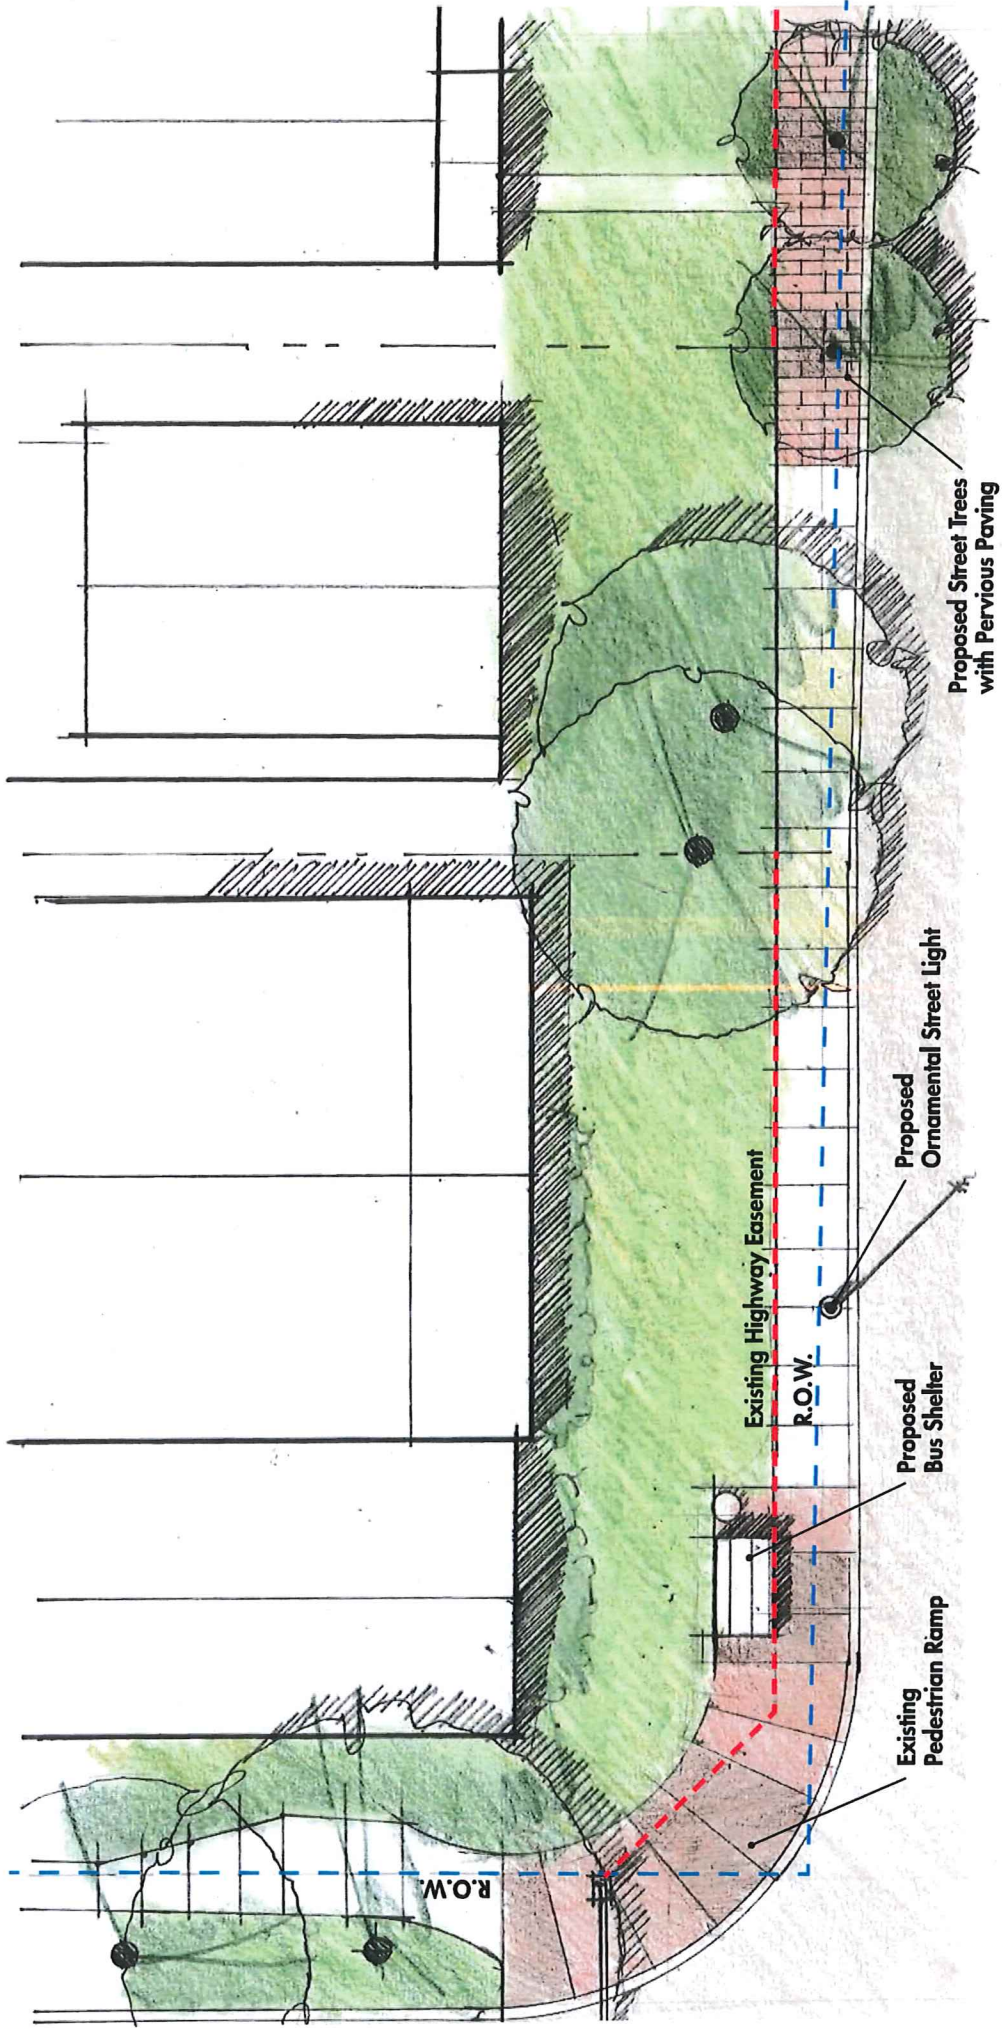 R.O.W.
Existing
Pedestrian Ramp
Proposed
Bus Shelter
Existing Highway Easement
R.O.W.
Proposed
Ornamental Street Light
Proposed Street Trees
with Pervious Paving